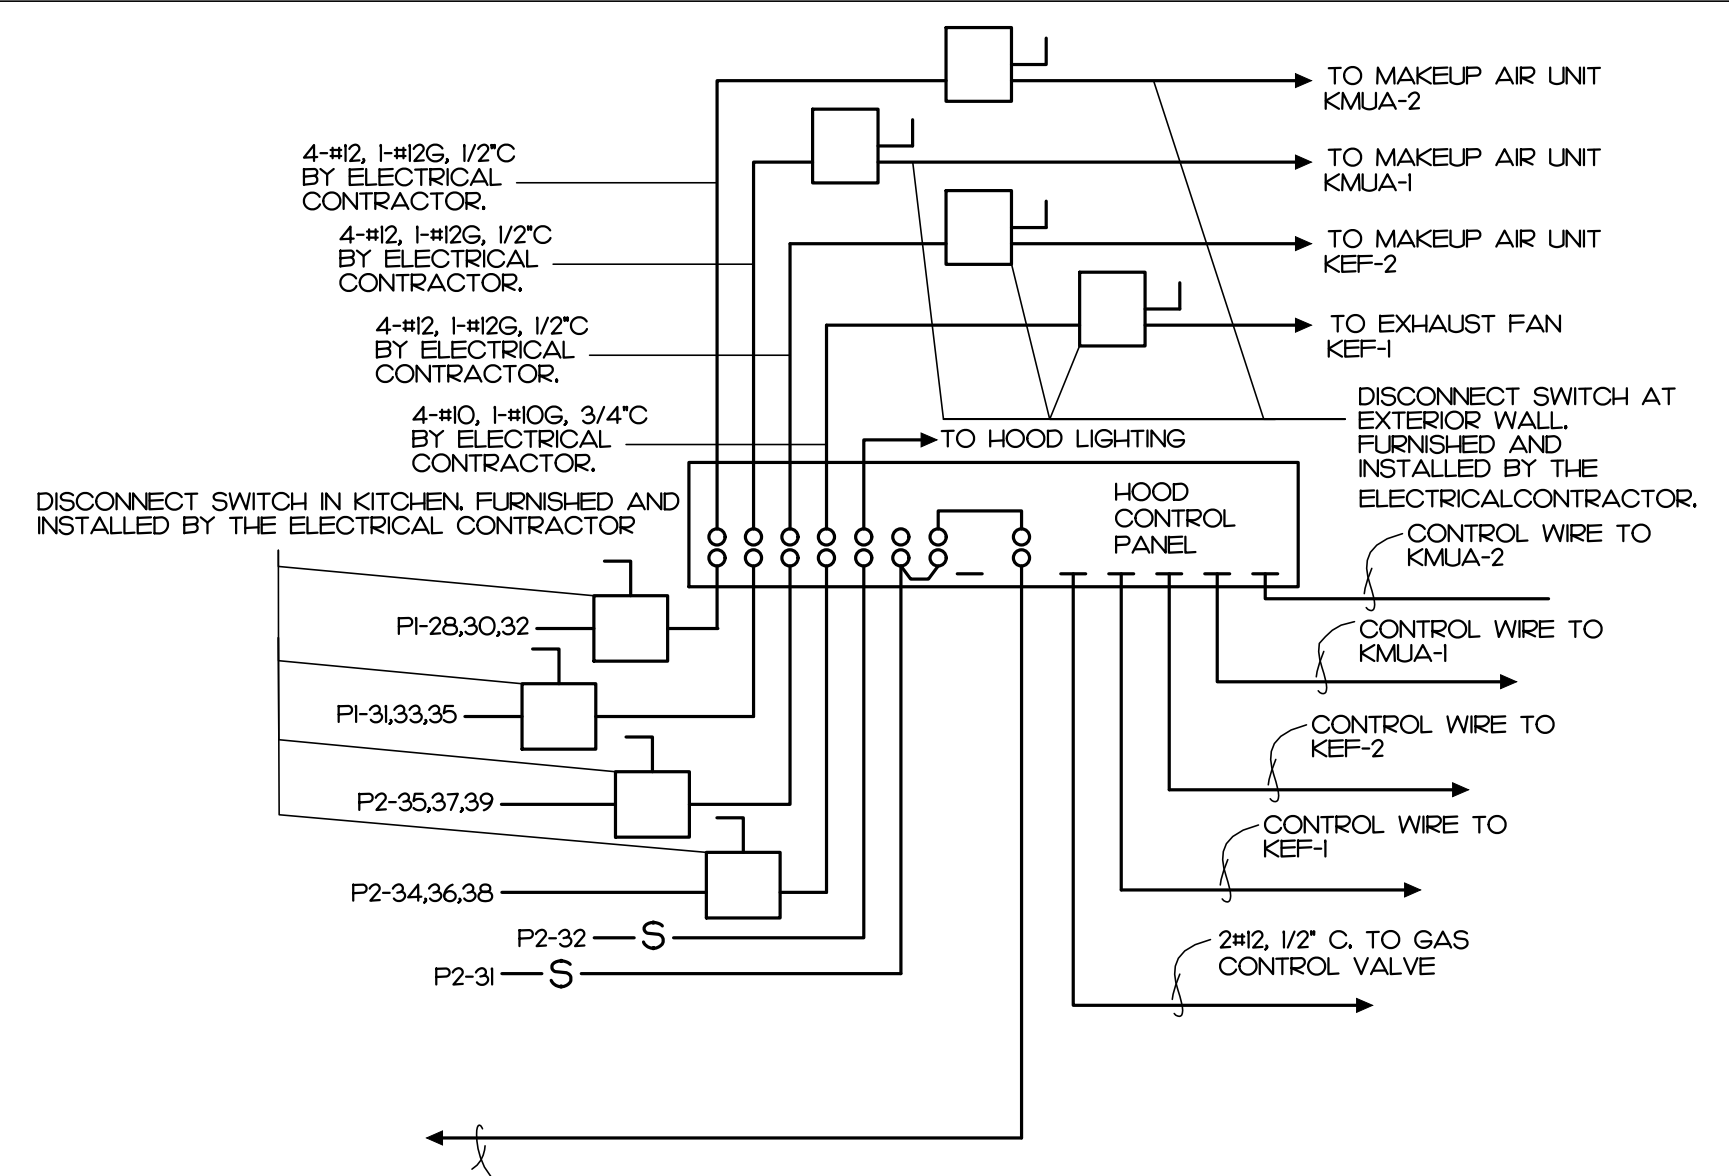 TO MAKEUP AIR UNIT
KMUA-2
4-#12, 1-#12G, 1/2"C
BY ELECTRICAL
CONTRACTOR.
TO MAKEUP AIR UNIT
KMUA-1
4-#12, 1-#12G, 1/2"C
BY ELECTRICAL
CONTRACTOR.
TO MAKEUP AIR UNIT
KEF-2
4-#12, 1-#12G, 1/2"C
BY ELECTRICAL
CONTRACTOR.
TO EXHAUST FAN
KEF-1
4-#10, 1-#10G, 3/4"C
BY ELECTRICAL
CONTRACTOR.
TO HOOD LIGHTING
DISCONNECT SWITCH AT
EXTERIOR WALL.
FURNISHED AND
INSTALLED BY THE
ELECTRICALCONTRACTOR.
DISCONNECT SWITCH IN KITCHEN. FURNISHED AND
INSTALLED BY THE ELECTRICAL CONTRACTOR
HOOD
CONTROL
PANEL
CONTROL WIRE TO
KMUA-2
P1-28,30,32
CONTROL WIRE TO
KMUA-1
P1-31,33,35
CONTROL WIRE TO
KEF-2
P2-35,37,39
CONTROL WIRE TO
KEF-1
P2-34,36,38
P2-32 S
P2-31 S
2#12, 1/2" C. TO GAS
CONTROL VALVE